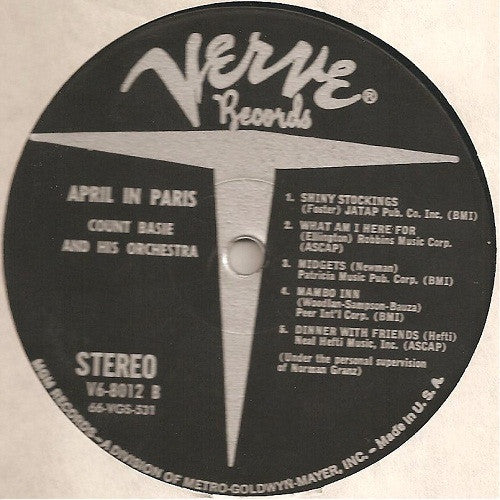 Verve®
Records
APRIL IN PARIS
COUNT BASIE
AND HIS ORCHESTRA
1. SHINY STOCKINGS
(Foster) JATAP Pub. Co. Inc. (BMI)
2. WHAT AM I HERE FOR
(Ellington) Robbins Music Corp.
(ASCAP)
3. MIDGETS (Newman)
Patricia Music Pub. Corp. (BMI)
4. MAMBO INN
(Woodlan-Sampson-Bauza)
Peer Int'l Corp. (BMI)
5. DINNER WITH FRIENDS (Hefti)
Neal Hefti Music, Inc. (ASCAP)
(Under the personal supervision
of Norman Granz)
STEREO
V6-8012 B
66-VGS-531
MGM RECORDS—A DIVISION OF METRO-GOLDWYN-MAYER, INC.—Made in U.S.A.